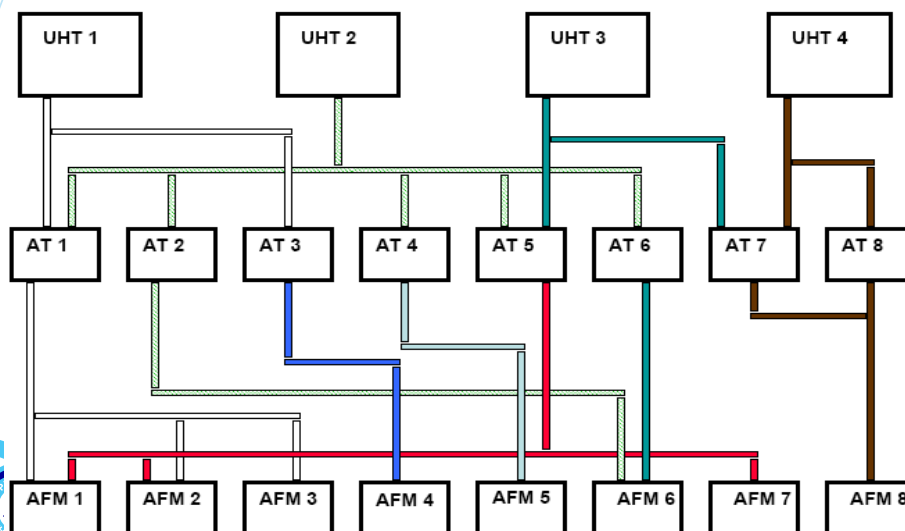 UHT 1 UHT 2 UHT 3 UHT 4
AT 1 AT 2 AT 3 AT 4 AT 5 AT 6 AT 7 AT 8
AFM 1 AFM 2 AFM 3 AFM 4 AFM 5 AFM 6 AFM 7 AFM 8